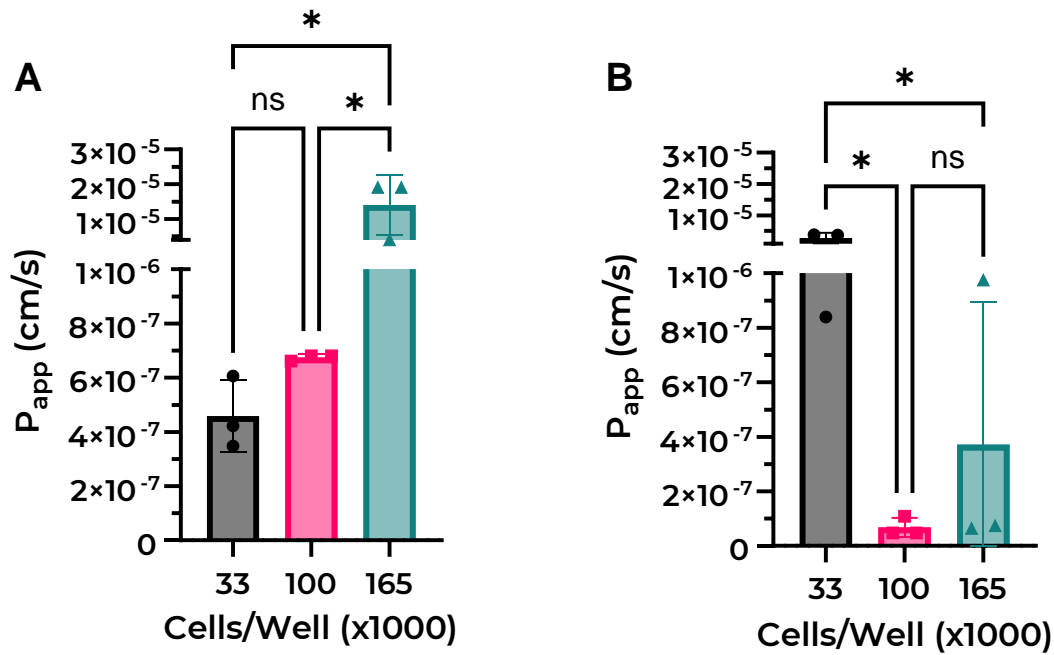 A
*
ns
*
P_app (cm/s)
3×10^-5
2×10^-5
1×10^-5
1×10^-6
8×10^-7
6×10^-7
4×10^-7
2×10^-7
0
33 100 165
Cells/Well (x1000)
B
*
*
ns
P_app (cm/s)
3×10^-5
2×10^-5
1×10^-5
1×10^-6
8×10^-7
6×10^-7
4×10^-7
2×10^-7
0
33 100 165
Cells/Well (x1000)